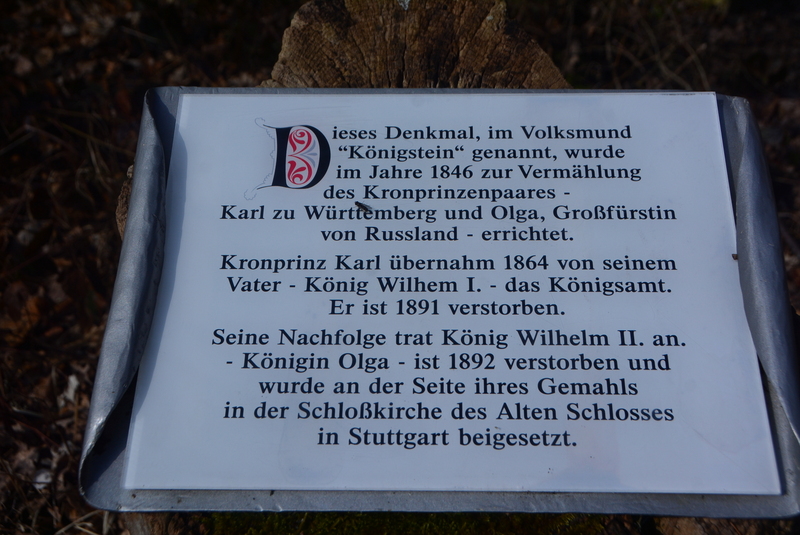 Dieses Denkmal, im Volksmund
“Königstein“ genannt, wurde
im Jahre 1846 zur Vermählung
des Kronprinzenpaares -
Karl zu Württemberg und Olga, Großfürstin
von Russland - errichtet.
Kronprinz Karl übernahm 1864 von seinem
Vater - König Wilhem I. - das Königsamt.
Er ist 1891 verstorben.
Seine Nachfolge trat König Wilhelm II. an.
- Königin Olga - ist 1892 verstorben und
wurde an der Seite ihres Gemahls
in der Schloßkirche des Alten Schlosses
in Stuttgart beigesetzt.